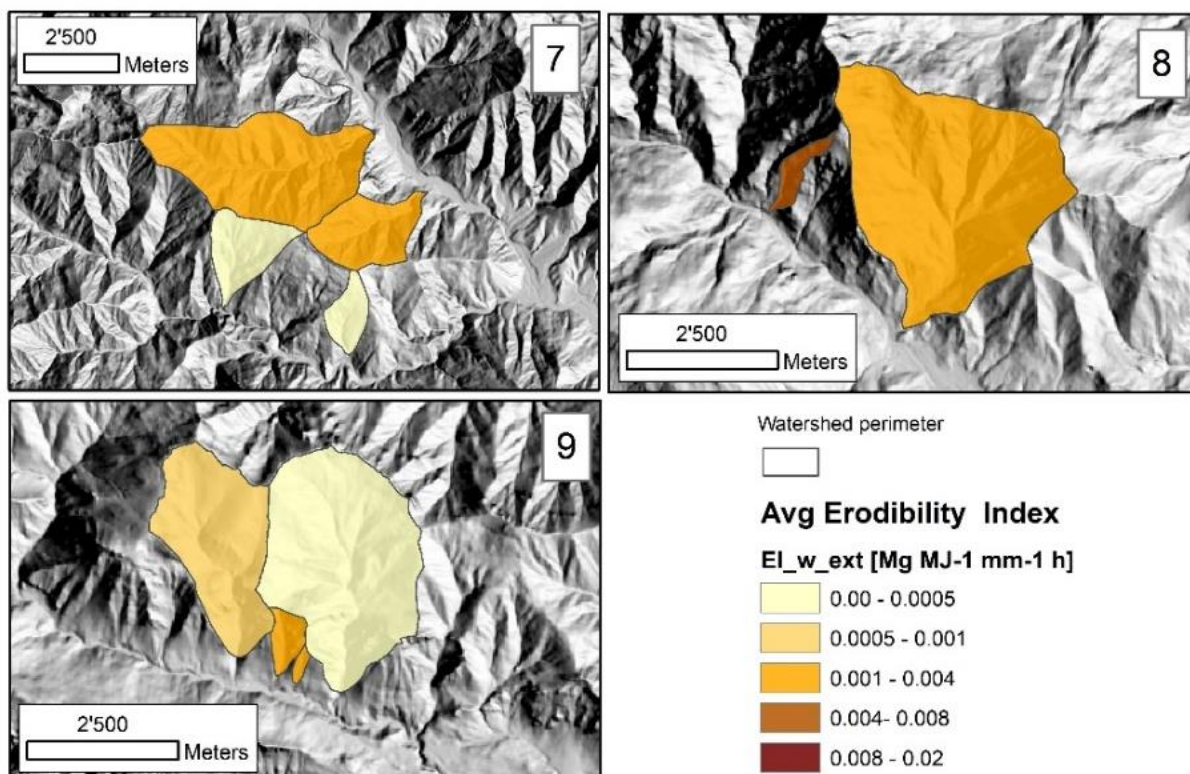 2'500
Meters
7
8
2'500
Meters
9
2'500
Meters
Watershed perimeter
Avg Erodibility Index
EI_w_ext [Mg MJ-1 mm-1 h]
0.00 - 0.0005
0.0005 - 0.001
0.001 - 0.004
0.004- 0.008
0.008 - 0.02